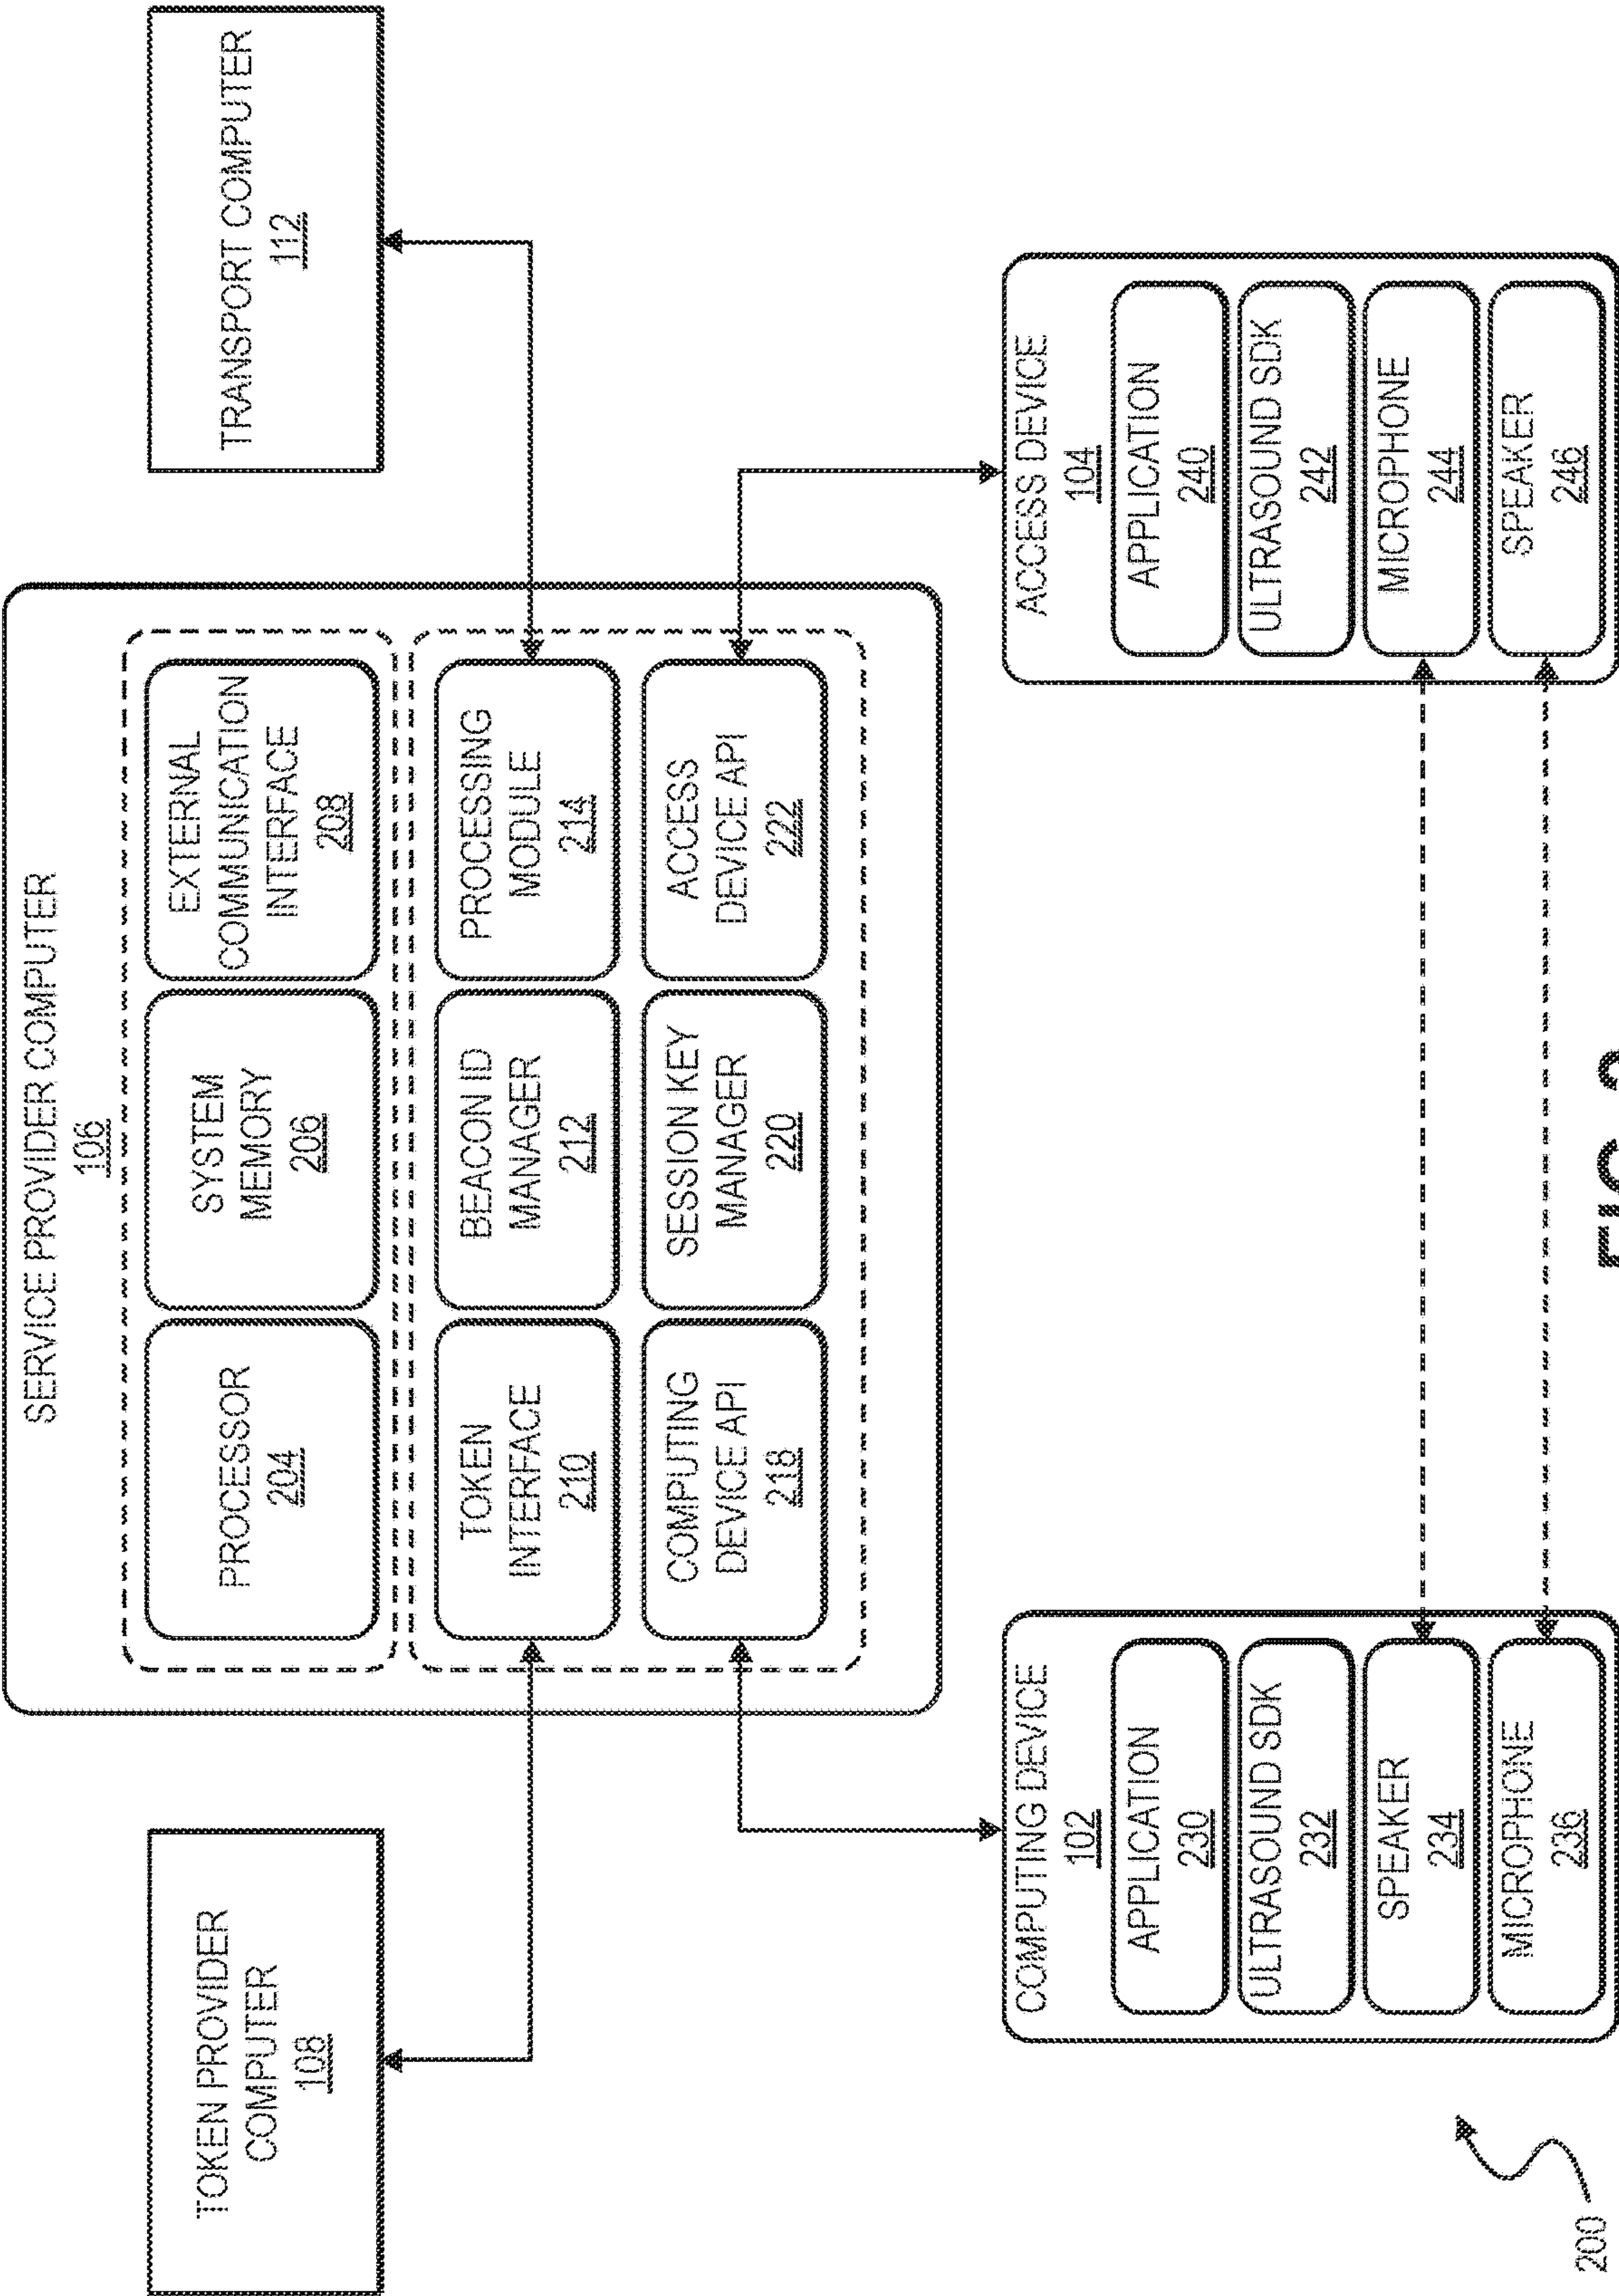 SERVICE PROVIDER COMPUTER
106
PROCESSOR
204
SYSTEM
MEMORY
206
EXTERNAL
COMMUNICATION
INTERFACE
208
TOKEN
INTERFACE
210
BEACON ID
MANAGER
212
PROCESSING
MODULE
214
COMPUTING
DEVICE API
218
SESSION KEY
MANAGER
220
ACCESS
DEVICE API
222
TOKEN PROVIDER
COMPUTER
108
TRANSPORT COMPUTER
112
COMPUTING DEVICE
102
APPLICATION
230
ULTRASOUND SDK
232
SPEAKER
234
MICROPHONE
236
ACCESS DEVICE
104
APPLICATION
240
ULTRASOUND SDK
242
MICROPHONE
244
SPEAKER
246
200